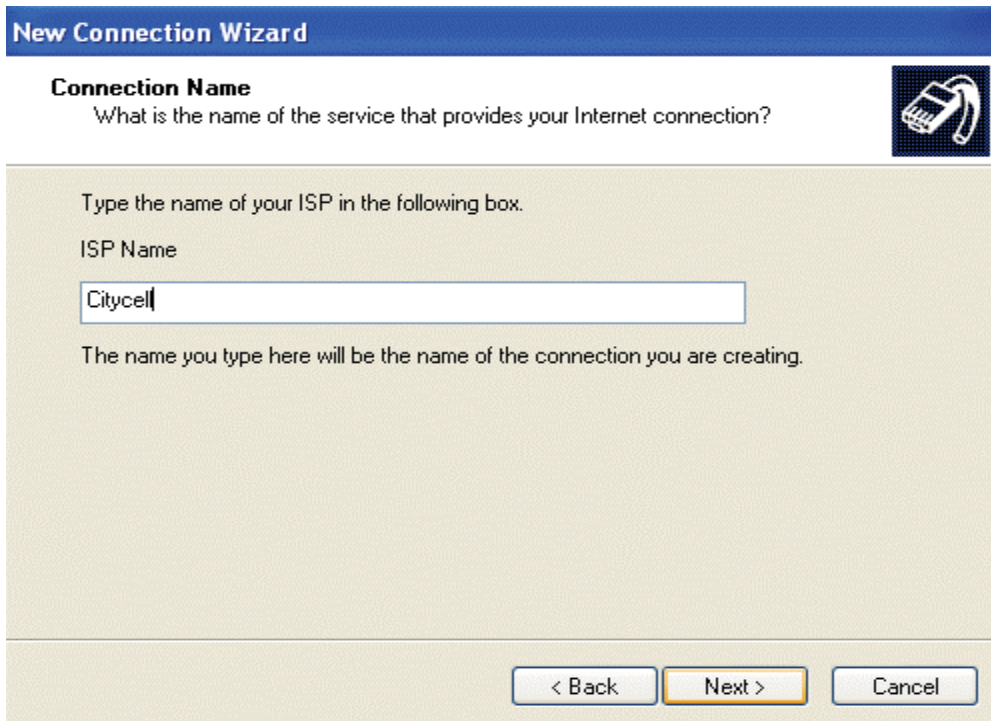 New Connection Wizard
Connection Name
What is the name of the service that provides your Internet connection?
Type the name of your ISP in the following box.
ISP Name
Citycell
The name you type here will be the name of the connection you are creating.
< Back Next > Cancel